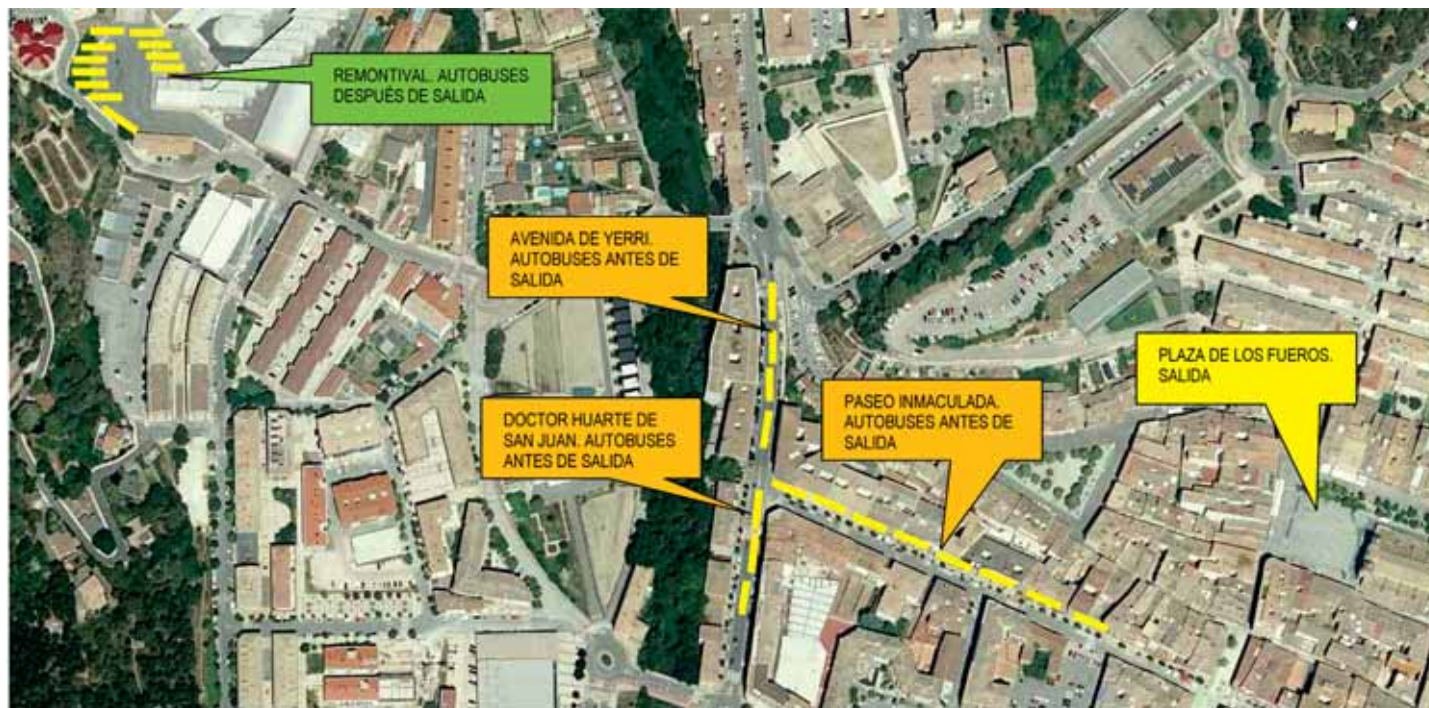 REMONTIVAL. AUTOBUSES
DESPUÉS DE SALIDA
AVENIDA DE YERRI.
AUTOBUSES ANTES DE
SALIDA
PLAZA DE LOS FUEROS.
SALIDA
DOCTOR HUARTE DE
SAN JUAN. AUTOBUSES
ANTES DE SALIDA
PASEO INMACULADA.
AUTOBUSES ANTES DE
SALIDA